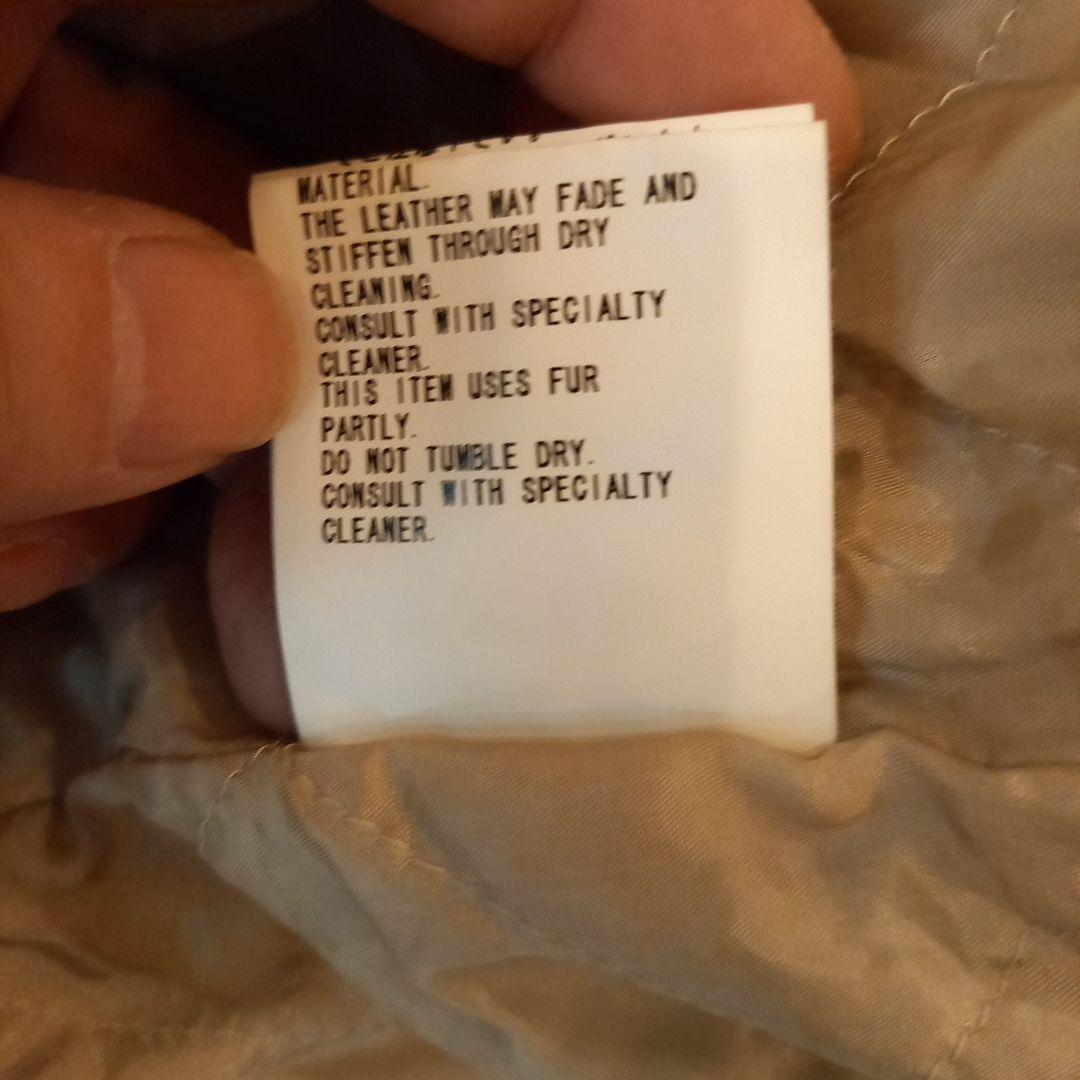 MATERIAL.
THE LEATHER MAY FADE AND
STIFFEN THROUGH DRY
CLEANING.
CONSULT WITH SPECIALTY
CLEANER.
THIS ITEM USES FUR
PARTLY.
DO NOT TUMBLE DRY.
CONSULT WITH SPECIALTY
CLEANER.